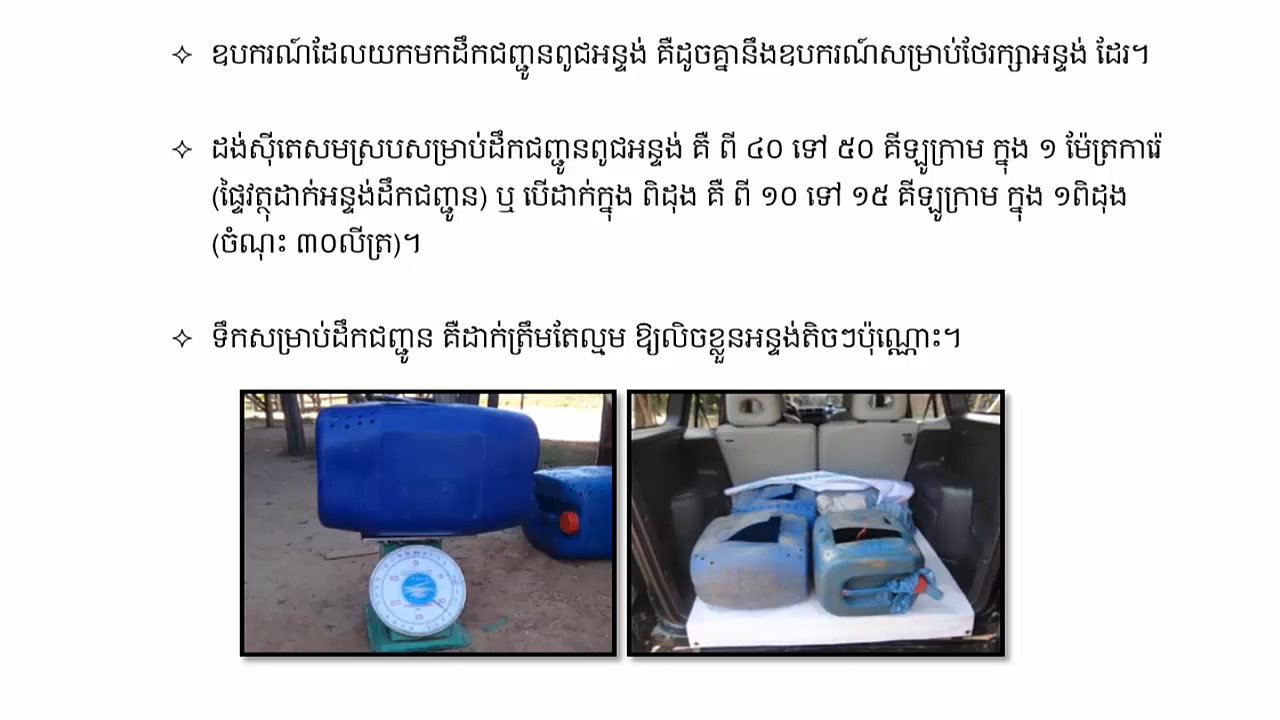 ✧ ឧបករណ៍ដែលយកមកដឹកជញ្ជូនពូជអន្ទង់ គឺដូចគ្នានឹងឧបករណ៍សម្រាប់ថែរក្សាអន្ទង់ ដែរ។
✧ ដង់ស៊ីតេសមស្របសម្រាប់ដឹកជញ្ជូនពូជអន្ទង់ គឺ ពី ៤០ ទៅ ៥០ គីឡូក្រាម ក្នុង ១ ម៉ែត្រការ៉េ
(ផ្ទៃវត្ថុដាក់អន្ទង់ដឹកជញ្ជូន) ឬ បើដាក់ក្នុង ពិដុង គឺ ពី ១០ ទៅ ១៥ គីឡូក្រាម ក្នុង ១ពិដុង
(ចំណុះ ៣០លីត្រ)។
✧ ទឹកសម្រាប់ដឹកជញ្ជូន គឺដាក់ត្រឹមតែល្មម ឱ្យលិចខ្លួនអន្ទង់តិចៗប៉ុណ្ណោះ។